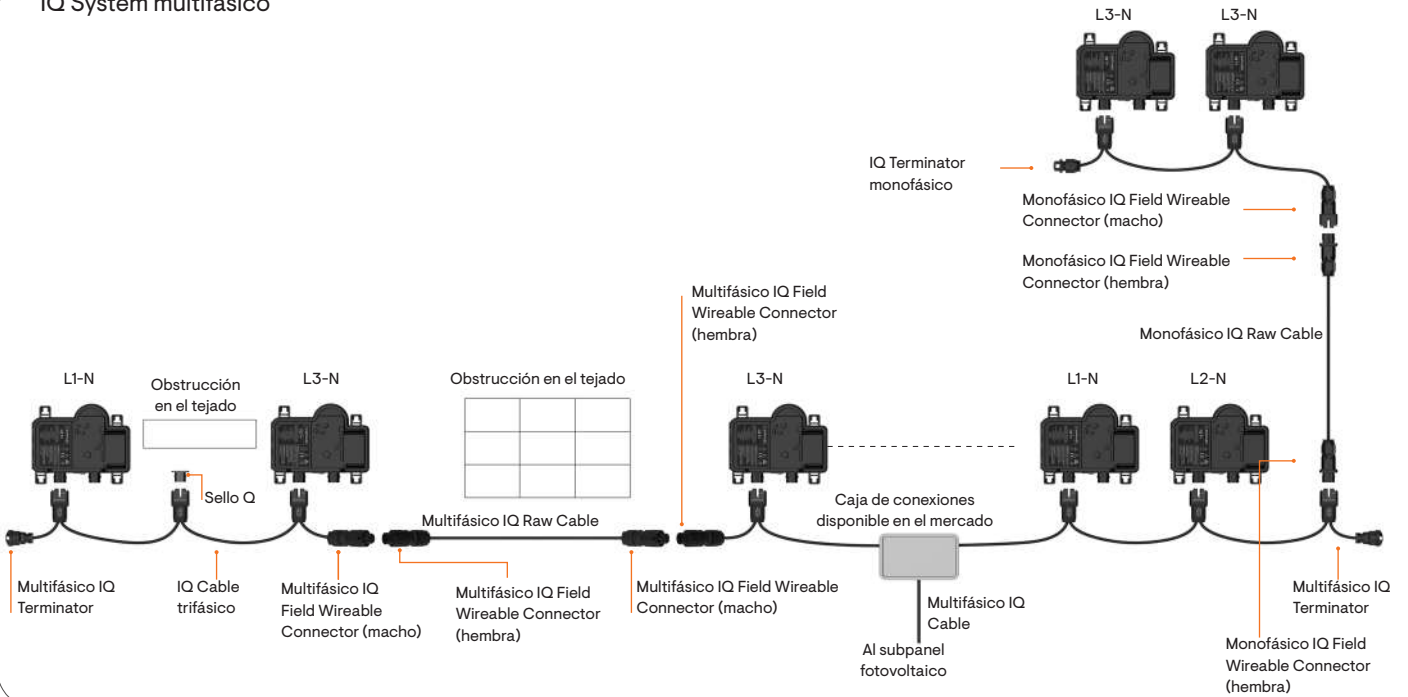 IQ System multifásico
L3-N
L3-N
IQ Terminator
monofásico
Monofásico IQ Field Wireable
Connector (macho)
Monofásico IQ Field Wireable
Connector (hembra)
Multifásico IQ Field
Wireable Connector
(hembra)
Monofásico IQ Raw Cable
L1-N
Obstrucción
en el tejado
L3-N
Obstrucción en el tejado
L3-N
L1-N
L2-N
Sello Q
Multifásico IQ Raw Cable
Caja de conexiones
disponible en el mercado
Multifásico IQ
Terminator
IQ Cable
trifásico
Multifásico IQ
Field Wireable
Connector (macho)
Multifásico IQ Field
Wireable Connector
(hembra)
Multifásico IQ Field Wireable
Connector (macho)
Multifásico IQ
Cable
Al subpanel
fotovoltaico
Multifásico IQ
Terminator
Monofásico IQ Field
Wireable Connector
(hembra)